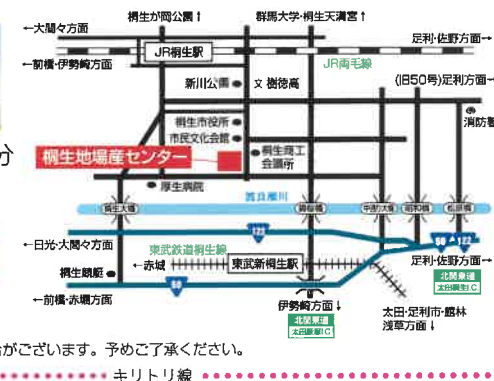 桐生が岡公園↑
群馬大学・桐生天満宮↑
←大間々方面
足利・佐野方面→
JR桐生駅
←前橋・伊勢崎方面
JR両毛線
新川公園
文 樹徳高
(旧50号)足利方面→
桐生市役所
消防署
市民文化会館
桐生商工
会議所
分
桐生地場産センター
厚生病院
渡良瀬川
桐生大橋
錦桜橋
中通り大橋
昭和橋
松原橋
122
50
122
←日光・大間々方面
東武鉄道桐生線
足利・佐野方面→
←赤城
東武新桐生駅
桐生競艇
北関東道
太田桐生IC
50
←前橋・赤堀方面
伊勢崎方面↓
北関東道
太田藪塚IC
太田・足利市・館林
浅草方面↓
合がございます。予めご了承ください。
キリトリ線